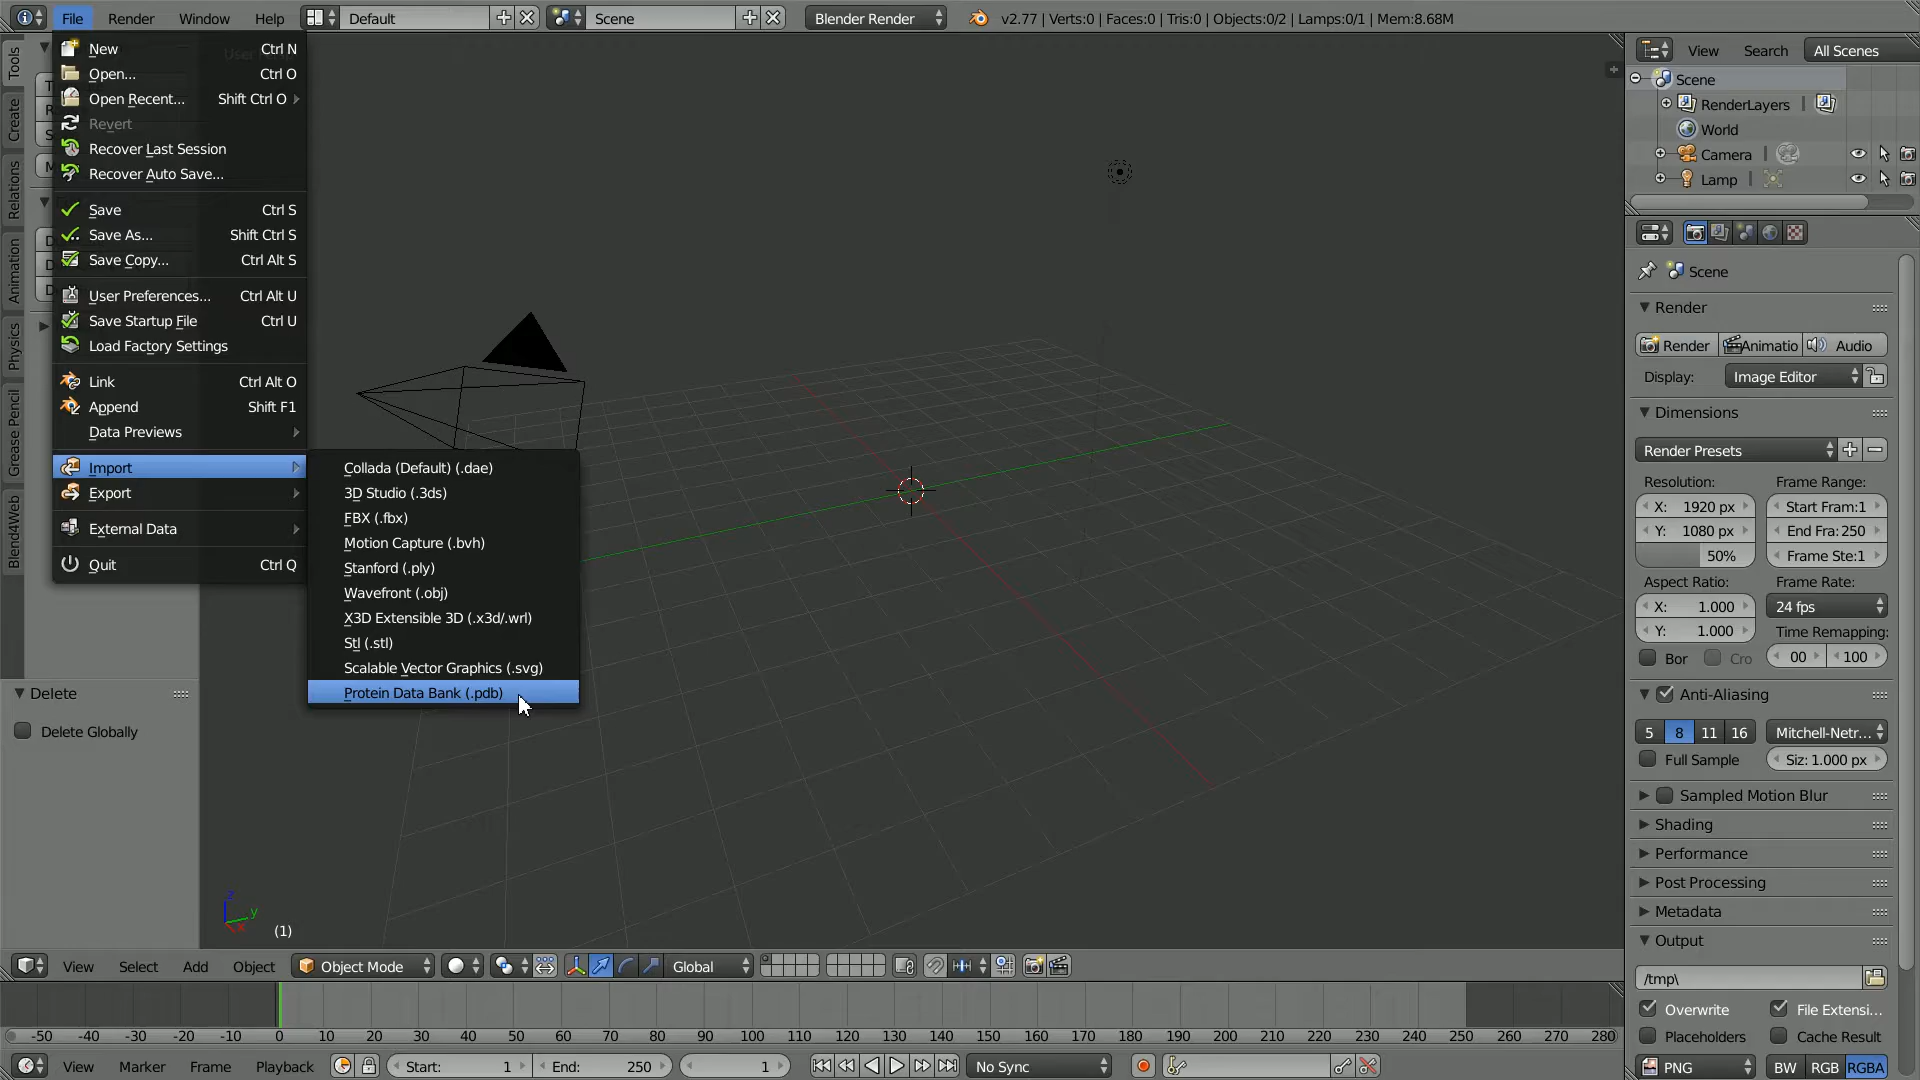 File Render Window Help Default Scene Blender Render v2.77 | Verts:0 | Faces:0 | Tris:0 | Objects:0/2 | Lamps:0/1 | Mem:8.68M
New Ctrl N
Open... Ctrl O
Open Recent... Shift Ctrl O
Revert
Recover Last Session
Recover Auto Save...
Save Ctrl S
Save As... Shift Ctrl S
Save Copy... Ctrl Alt S
User Preferences... Ctrl Alt U
Save Startup File Ctrl U
Load Factory Settings
Link Ctrl Alt O
Append Shift F1
Data Previews
Import
Export
External Data
Quit Ctrl Q
Collada (Default) (.dae)
3D Studio (.3ds)
FBX (.fbx)
Motion Capture (.bvh)
Stanford (.ply)
Wavefront (.obj)
X3D Extensible 3D (.x3d/.wrl)
Stl (.stl)
Scalable Vector Graphics (.svg)
Protein Data Bank (.pdb)
Tools
Create
Relations
Animation
Physics
Grease Pencil
Blend4Web
Delete
Delete Globally
z
y
x
(1)
View Search All Scenes
Scene
RenderLayers
World
Camera
Lamp
Scene
Render
Render Animatio Audio
Display: Image Editor
Dimensions
Render Presets
Resolution: Frame Range:
X: 1920 px Start Fram:1
Y: 1080 px End Fra:250
50% Frame Ste:1
Aspect Ratio: Frame Rate:
X: 1.000 24 fps
Y: 1.000 Time Remapping:
Bor Cro 00 100
Anti-Aliasing
5 8 11 16 Mitchell-Netr...
Full Sample Siz: 1.000 px
Sampled Motion Blur
Shading
Performance
Post Processing
Metadata
Output
/tmp\
Overwrite File Extensi...
Placeholders Cache Result
PNG BW RGB RGBA
View Select Add Object Object Mode Global
-50 -40 -30 -20 -10 0 10 20 30 40 50 60 70 80 90 100 110 120 130 140 150 160 170 180 190 200 210 220 230 240 250 260 270 280
View Marker Frame Playback Start: 1 End: 250 1 No Sync